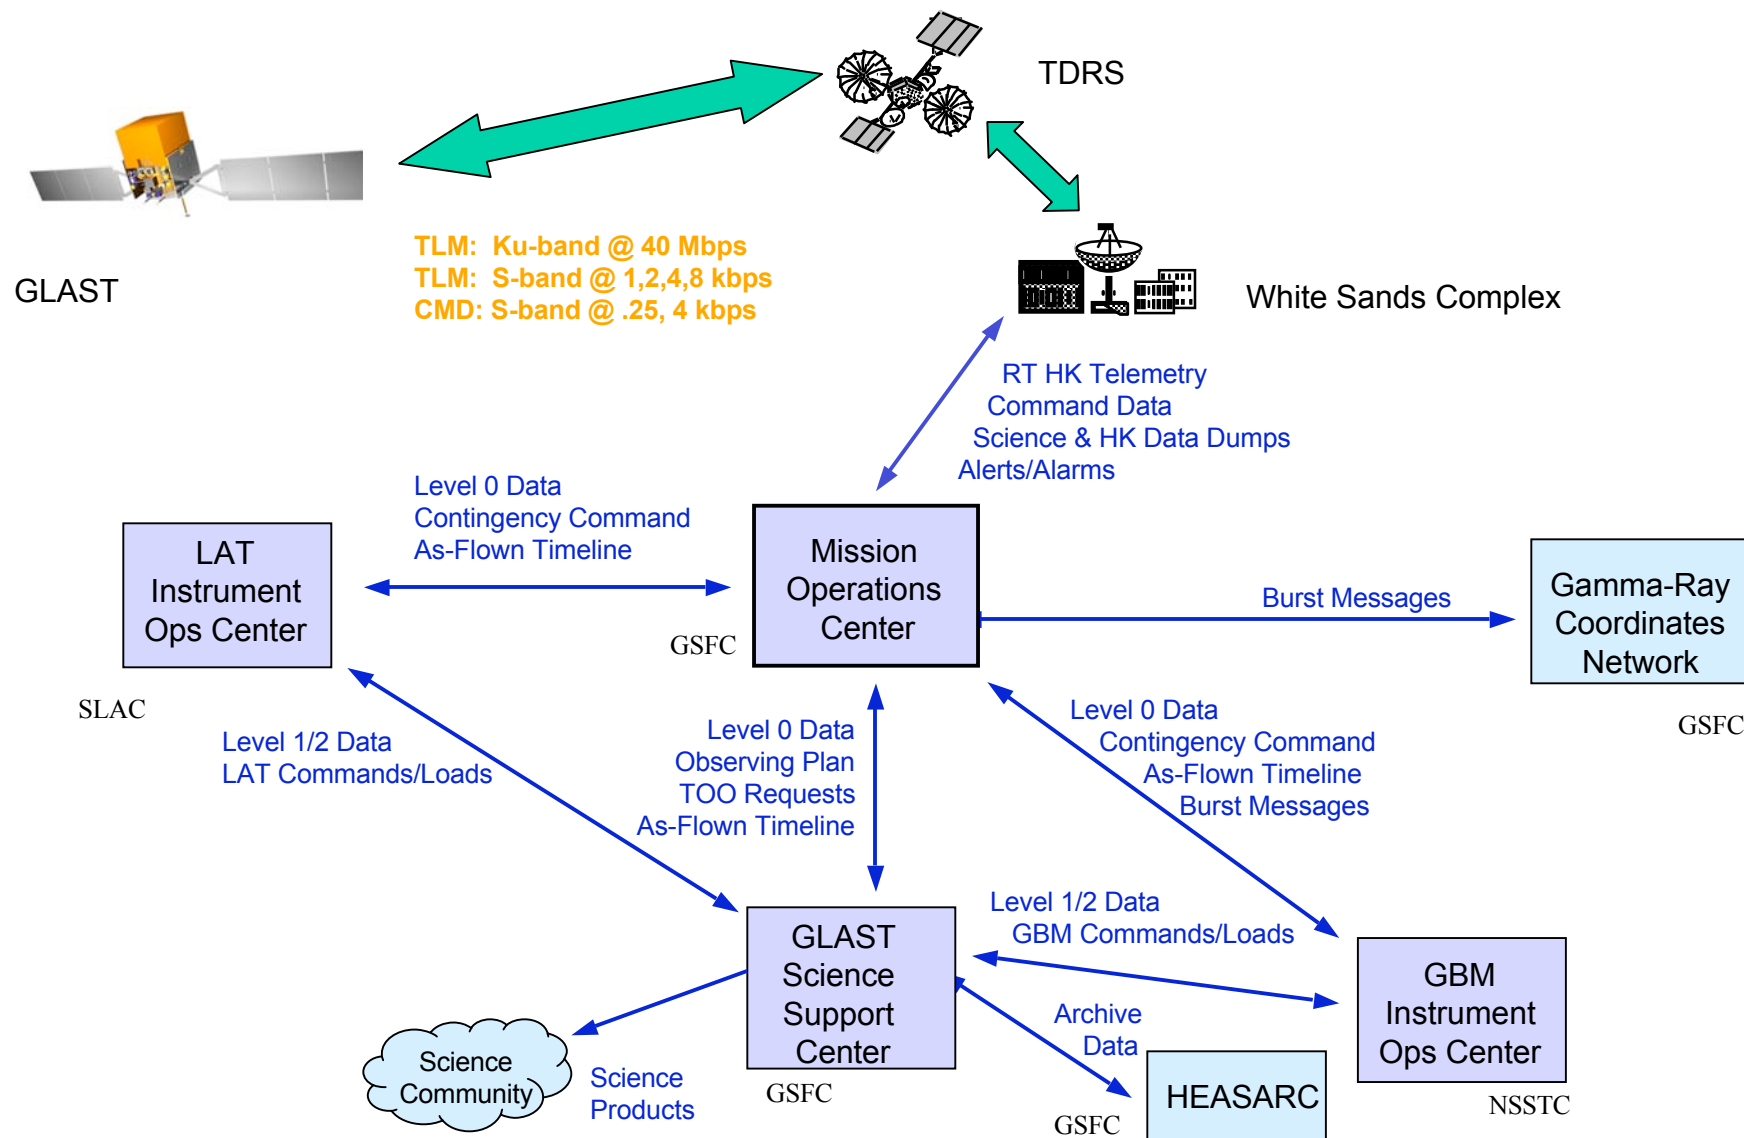 TDRS
GLAST
TLM: Ku-band @ 40 Mbps
TLM: S-band @ 1,2,4,8 kbps
CMD: S-band @ .25, 4 kbps
White Sands Complex
RT HK Telemetry
Command Data
Science & HK Data Dumps
Alerts/Alarms
Level 0 Data
Contingency Command
As-Flown Timeline
LAT
Instrument
Ops Center
SLAC
Mission
Operations
Center
GSFC
Burst Messages
Gamma-Ray
Coordinates
Network
GSFC
Level 1/2 Data
LAT Commands/Loads
Level 0 Data
Observing Plan
TOO Requests
As-Flown Timeline
Level 0 Data
Contingency Command
As-Flown Timeline
Burst Messages
GLAST
Science
Support
Center
GSFC
Level 1/2 Data
GBM Commands/Loads
GBM
Instrument
Ops Center
NSSTC
Science
Community
Science
Products
Archive
Data
HEASARC
GSFC